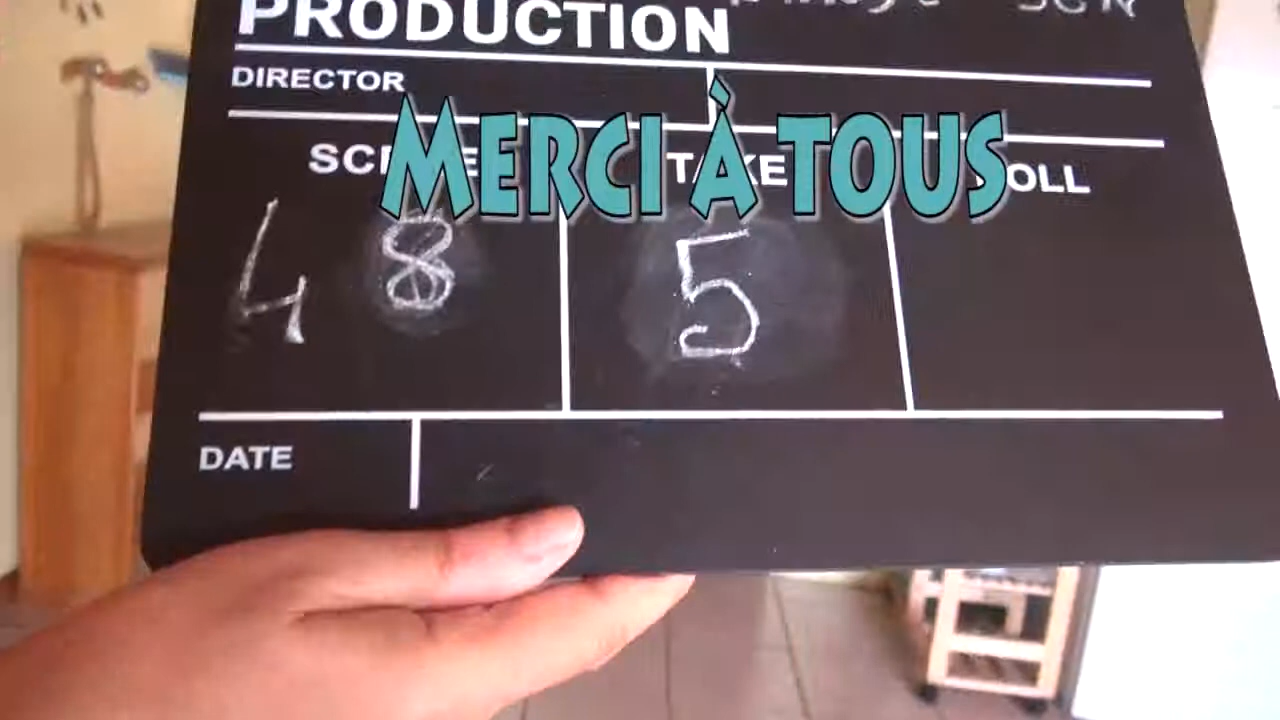 PRODUCTION
DIRECTOR
MERCI À TOUS
SCENE TAKE ROLL
48 5
DATE